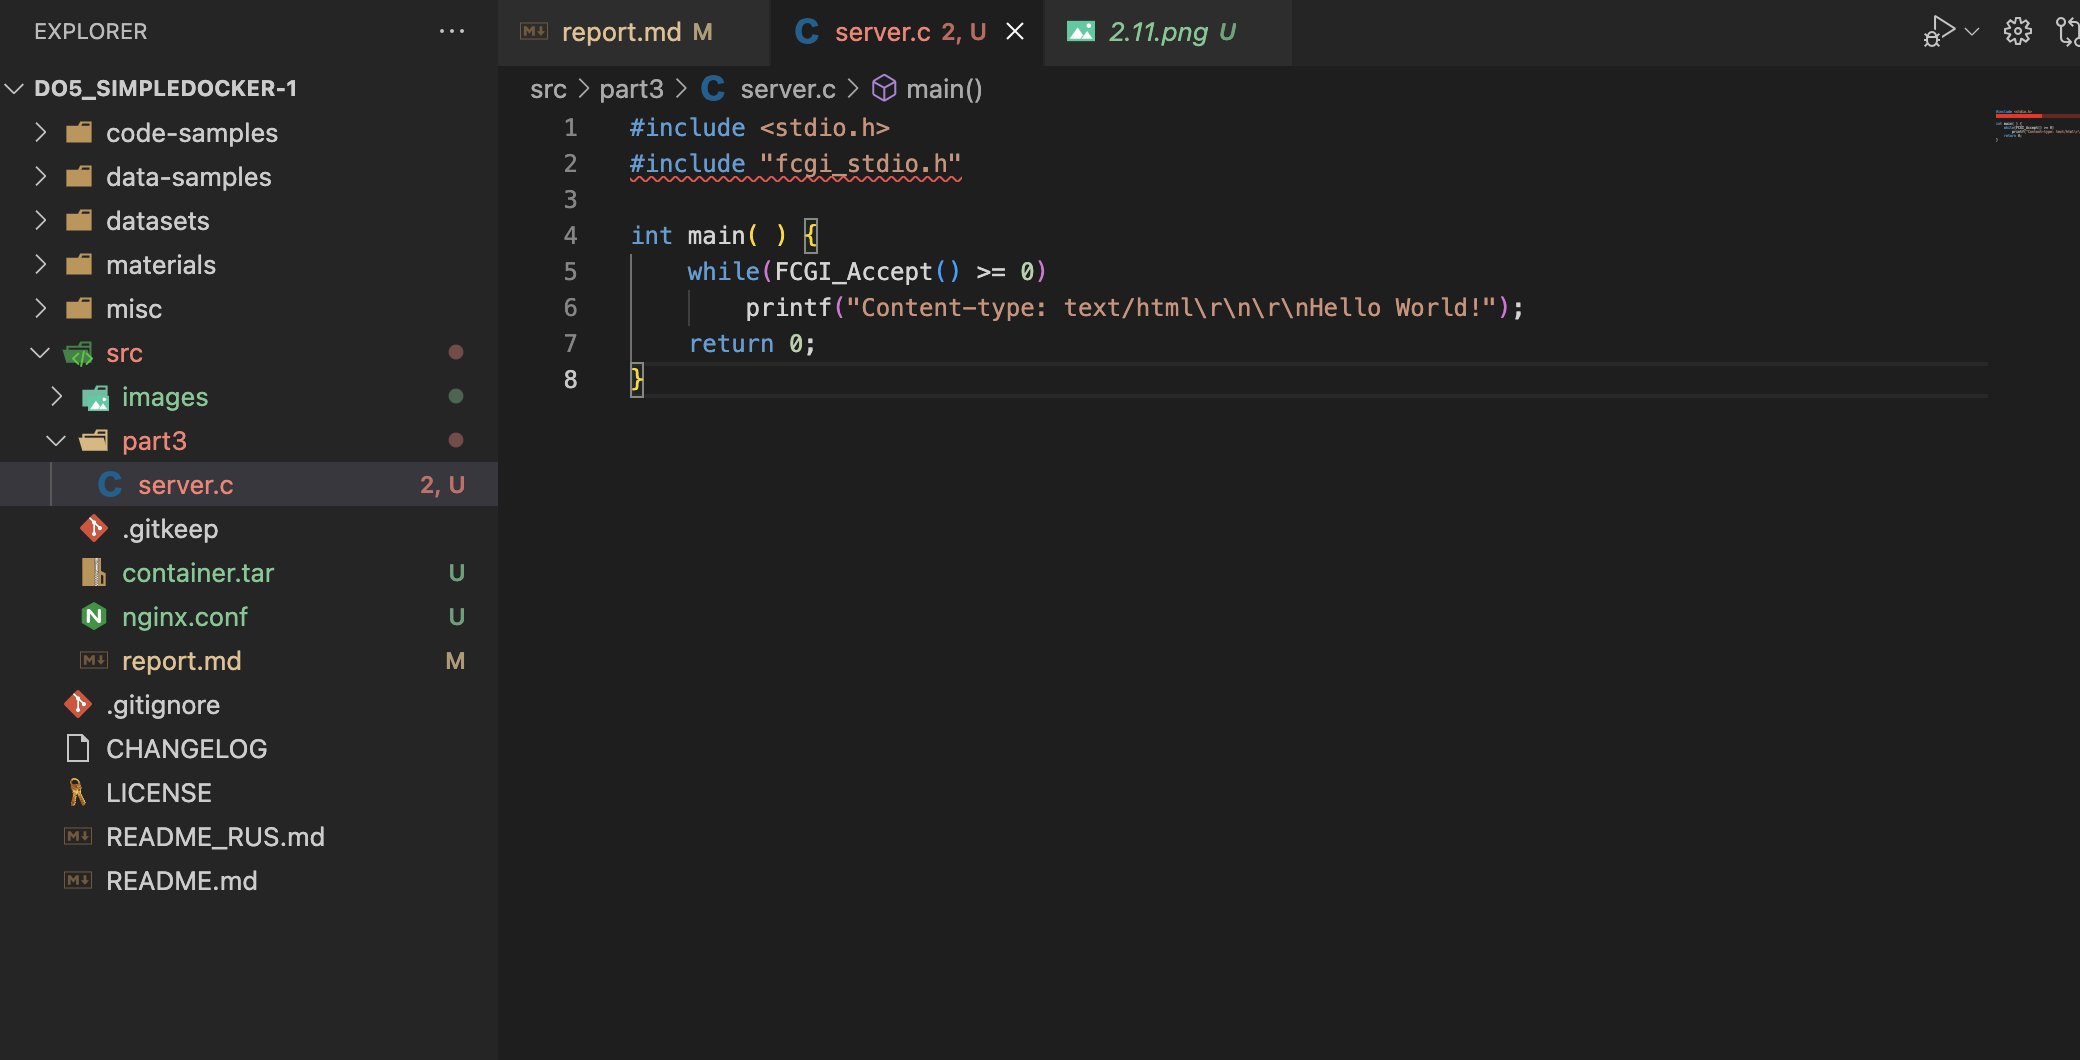 EXPLORER
DO5_SIMPLEDOCKER-1
code-samples
data-samples
datasets
materials
misc
src
images
part3
server.c 2, U
.gitkeep
container.tar U
nginx.conf U
report.md M
.gitignore
CHANGELOG
LICENSE
README_RUS.md
README.md
report.md M server.c 2, U 2.11.png U
src > part3 > C server.c > main()
1 #include <stdio.h>
2 #include "fcgi_stdio.h"
3
4 int main( ) {
5 while(FCGI_Accept() >= 0)
6 printf("Content-type: text/html\r\n\r\nHello World!");
7 return 0;
8 }